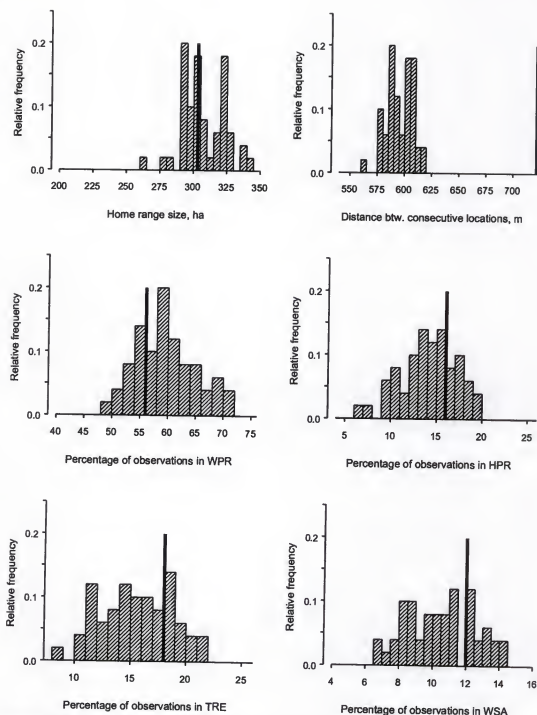 Relative frequency
0.2
0.1
0.0
200 225 250 275 300 325 350
Home range size, ha
Relative frequency
0.2
0.1
0.0
550 575 600 625 650 675 700
Distance btw. consecutive locations, m
Relative frequency
0.2
0.1
0.0
40 45 50 55 60 65 70 75
Percentage of observations in WPR
Relative frequency
0.2
0.1
0.0
5 10 15 20 25
Percentage of observations in HPR
Relative frequency
0.2
0.1
0.0
10 15 20 25
Percentage of observations in TRE
Relative frequency
0.2
0.1
0.0
4 6 8 10 12 14 16
Percentage of observations in WSA